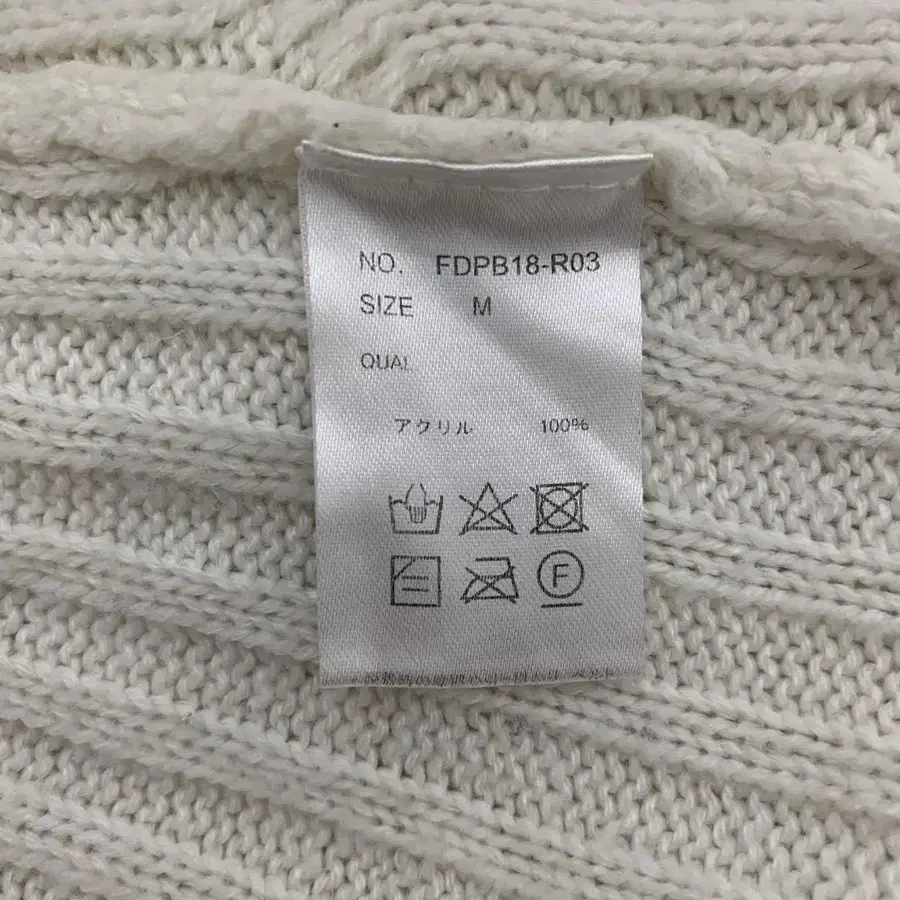 NO. FDPB18-R03
SIZE M
QUAL
アクリル 100%
F